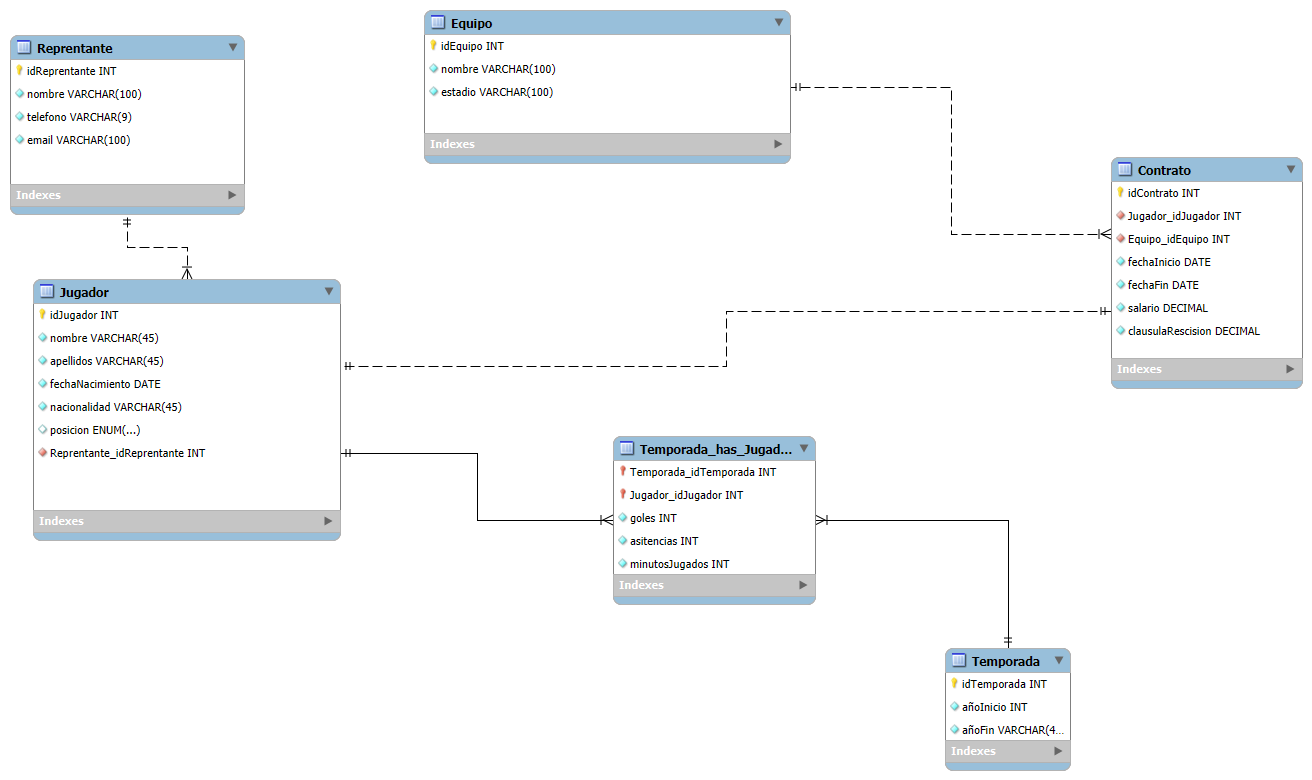 Reprentante
idReprentante INT
nombre VARCHAR(100)
telefono VARCHAR(9)
email VARCHAR(100)
Indexes
Equipo
idEquipo INT
nombre VARCHAR(100)
estadio VARCHAR(100)
Indexes
Contrato
idContrato INT
Jugador_idJugador INT
Equipo_idEquipo INT
fechaInicio DATE
fechaFin DATE
salario DECIMAL
clausulaRescision DECIMAL
Indexes
Jugador
idJugador INT
nombre VARCHAR(45)
apellidos VARCHAR(45)
fechaNacimiento DATE
nacionalidad VARCHAR(45)
posicion ENUM(...)
Reprentante_idReprentante INT
Indexes
Temporada_has_Jugad...
Temporada_idTemporada INT
Jugador_idJugador INT
goles INT
asitencias INT
minutosJugados INT
Indexes
Temporada
idTemporada INT
añoInicio INT
añoFin VARCHAR(4...
Indexes